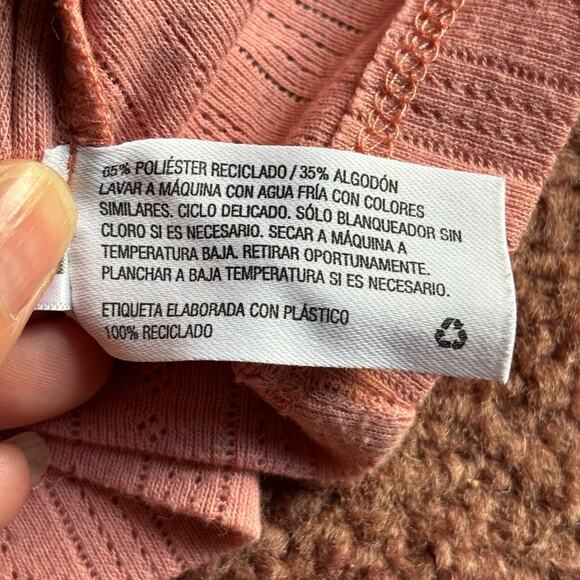 65% POLIÉSTER RECICLADO / 35% ALGODÓN
LAVAR A MÁQUINA CON AGUA FRÍA CON COLORES
SIMILARES. CICLO DELICADO. SÓLO BLANQUEADOR SIN
CLORO SI ES NECESARIO. SECAR A MÁQUINA A
TEMPERATURA BAJA. RETIRAR OPORTUNAMENTE.
PLANCHAR A BAJA TEMPERATURA SI ES NECESARIO.
ETIQUETA ELABORADA CON PLÁSTICO
100% RECICLADO